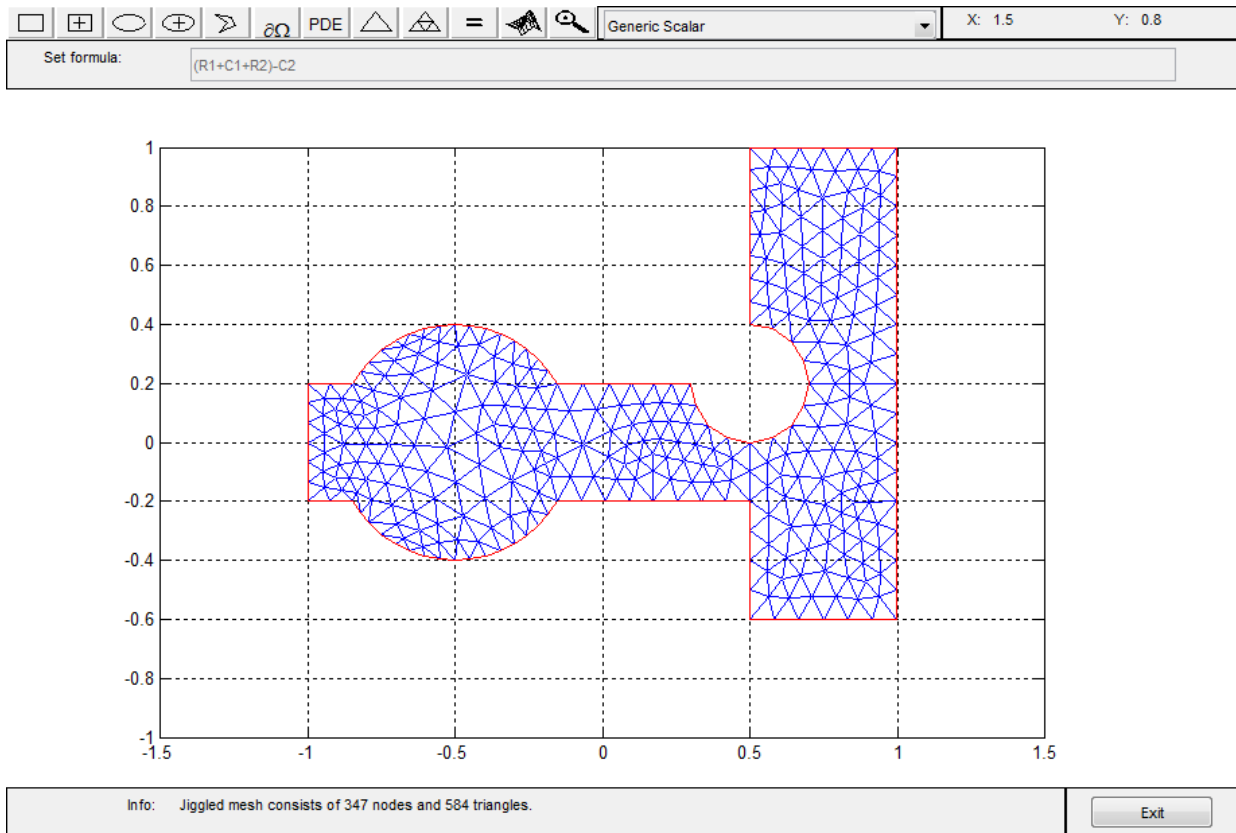 ∂Ω PDE = Generic Scalar X: 1.5 Y: 0.8
Set formula: (R1+C1+R2)-C2
1
0.8
0.6
0.4
0.2
0
-0.2
-0.4
-0.6
-0.8
-1
-1.5 -1 -0.5 0 0.5 1 1.5
Info: Jiggled mesh consists of 347 nodes and 584 triangles. Exit